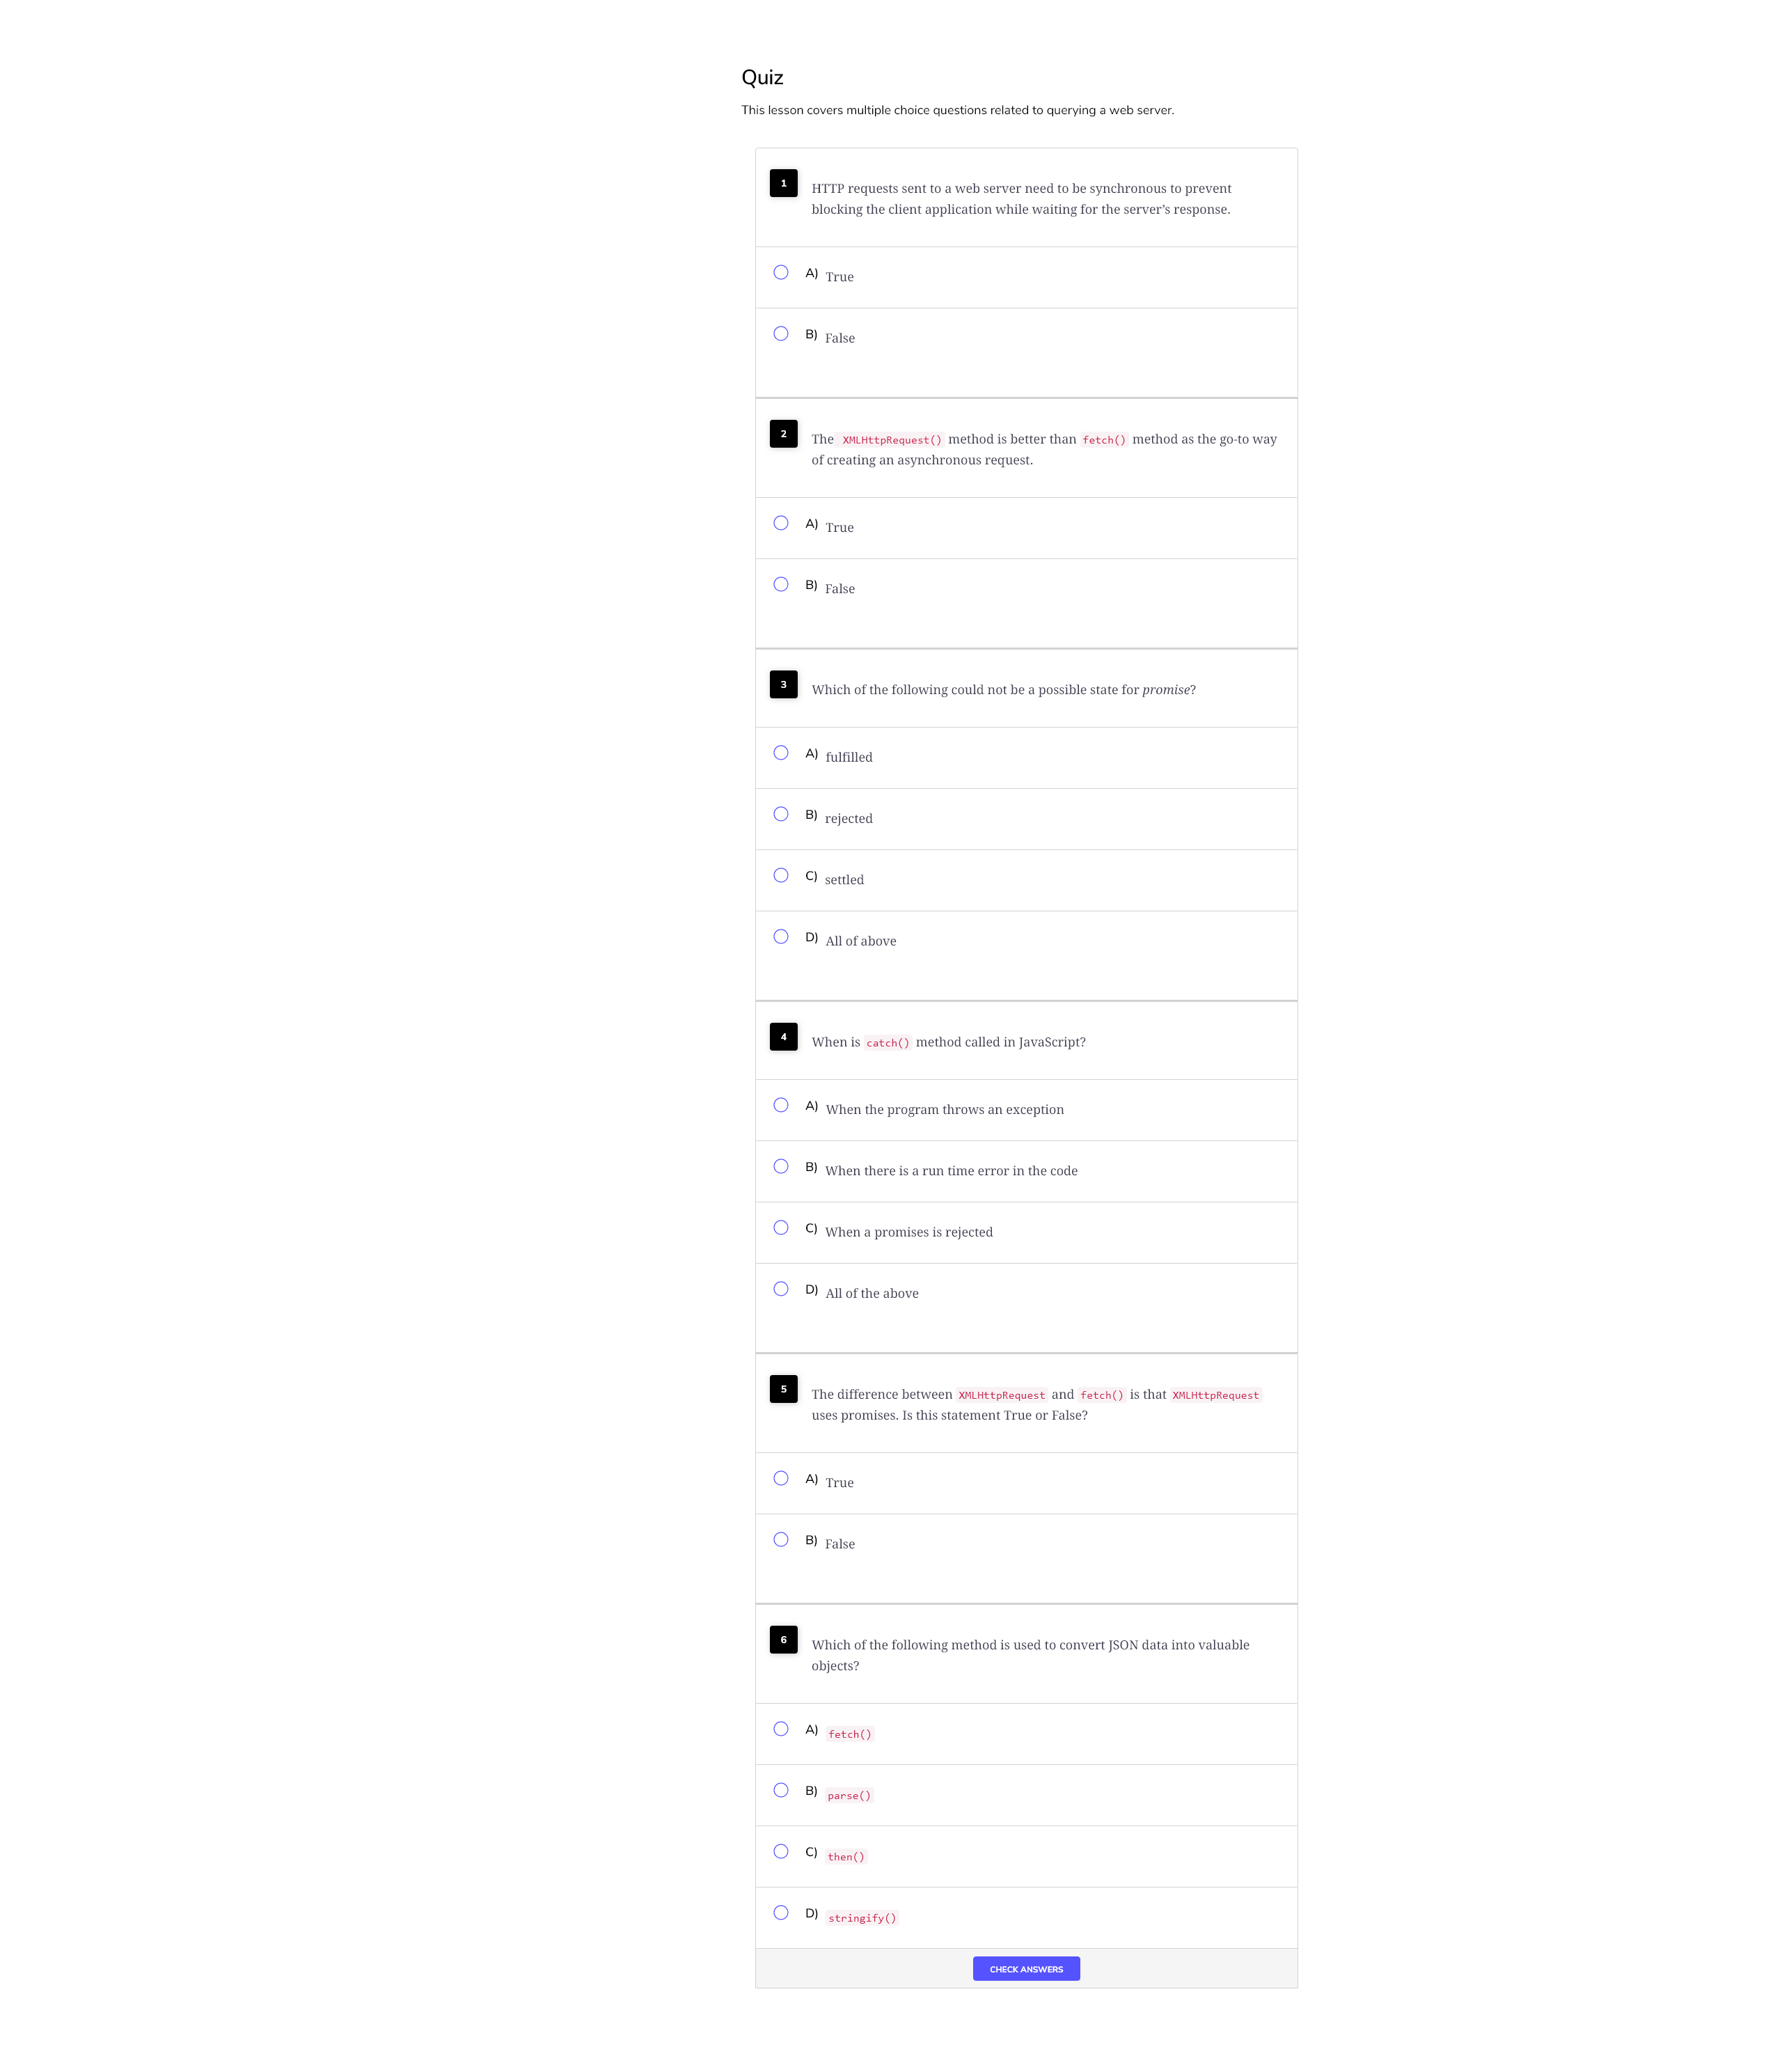 Quiz
This lesson covers multiple choice questions related to querying a web server.
1
HTTP requests sent to a web server need to be synchronous to prevent
blocking the client application while waiting for the server’s response.
A) True
B) False
2
The XMLHttpRequest() method is better than fetch() method as the go-to way
of creating an asynchronous request.
A) True
B) False
3
Which of the following could not be a possible state for promise?
A) fulfilled
B) rejected
C) settled
D) All of above
4
When is catch() method called in JavaScript?
A) When the program throws an exception
B) When there is a run time error in the code
C) When a promises is rejected
D) All of the above
5
The difference between XMLHttpRequest and fetch() is that XMLHttpRequest
uses promises. Is this statement True or False?
A) True
B) False
6
Which of the following method is used to convert JSON data into valuable
objects?
A) fetch()
B) parse()
C) then()
D) stringify()
CHECK ANSWERS